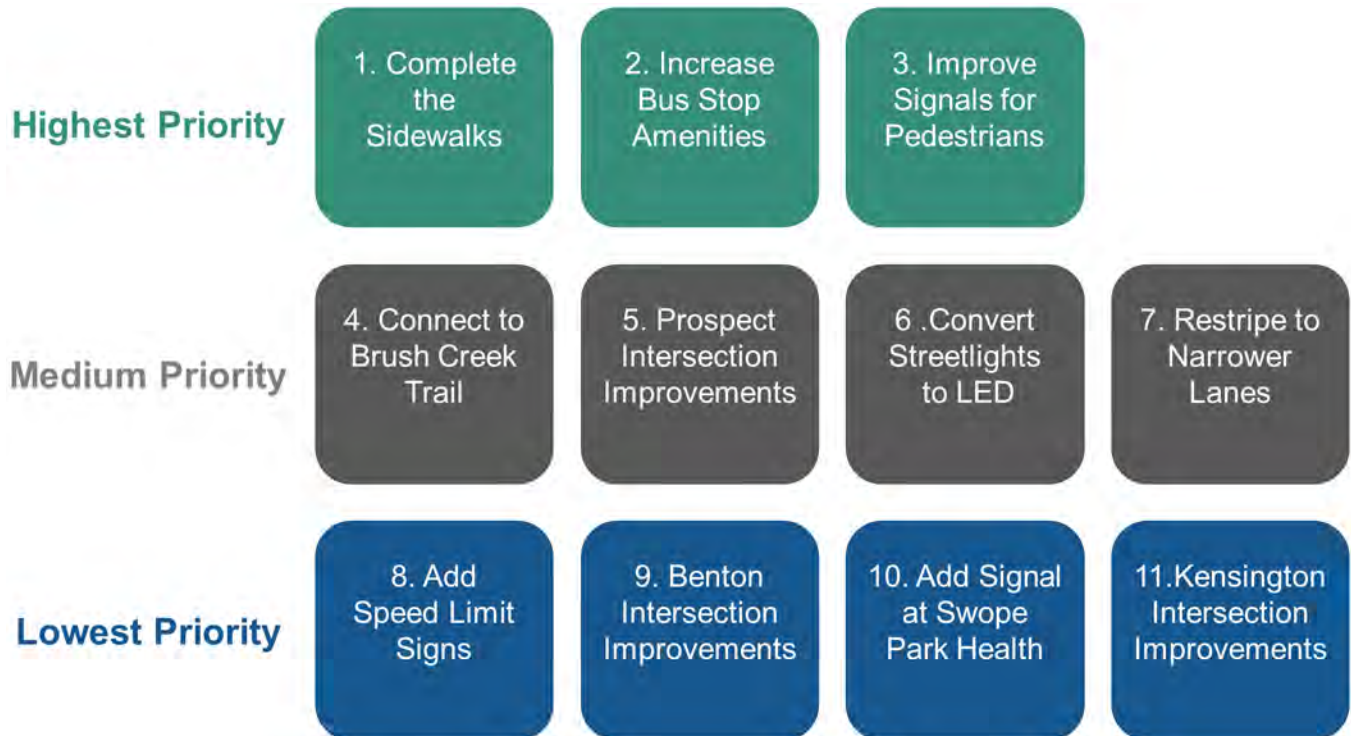 Highest Priority
1. Complete
the
Sidewalks
2. Increase
Bus Stop
Amenities
3. Improve
Signals for
Pedestrians
Medium Priority
4. Connect to
Brush Creek
Trail
5. Prospect
Intersection
Improvements
6 .Convert
Streetlights
to LED
7. Restripe to
Narrower
Lanes
Lowest Priority
8. Add
Speed Limit
Signs
9. Benton
Intersection
Improvements
10. Add Signal
at Swope
Park Health
11.Kensington
Intersection
Improvements